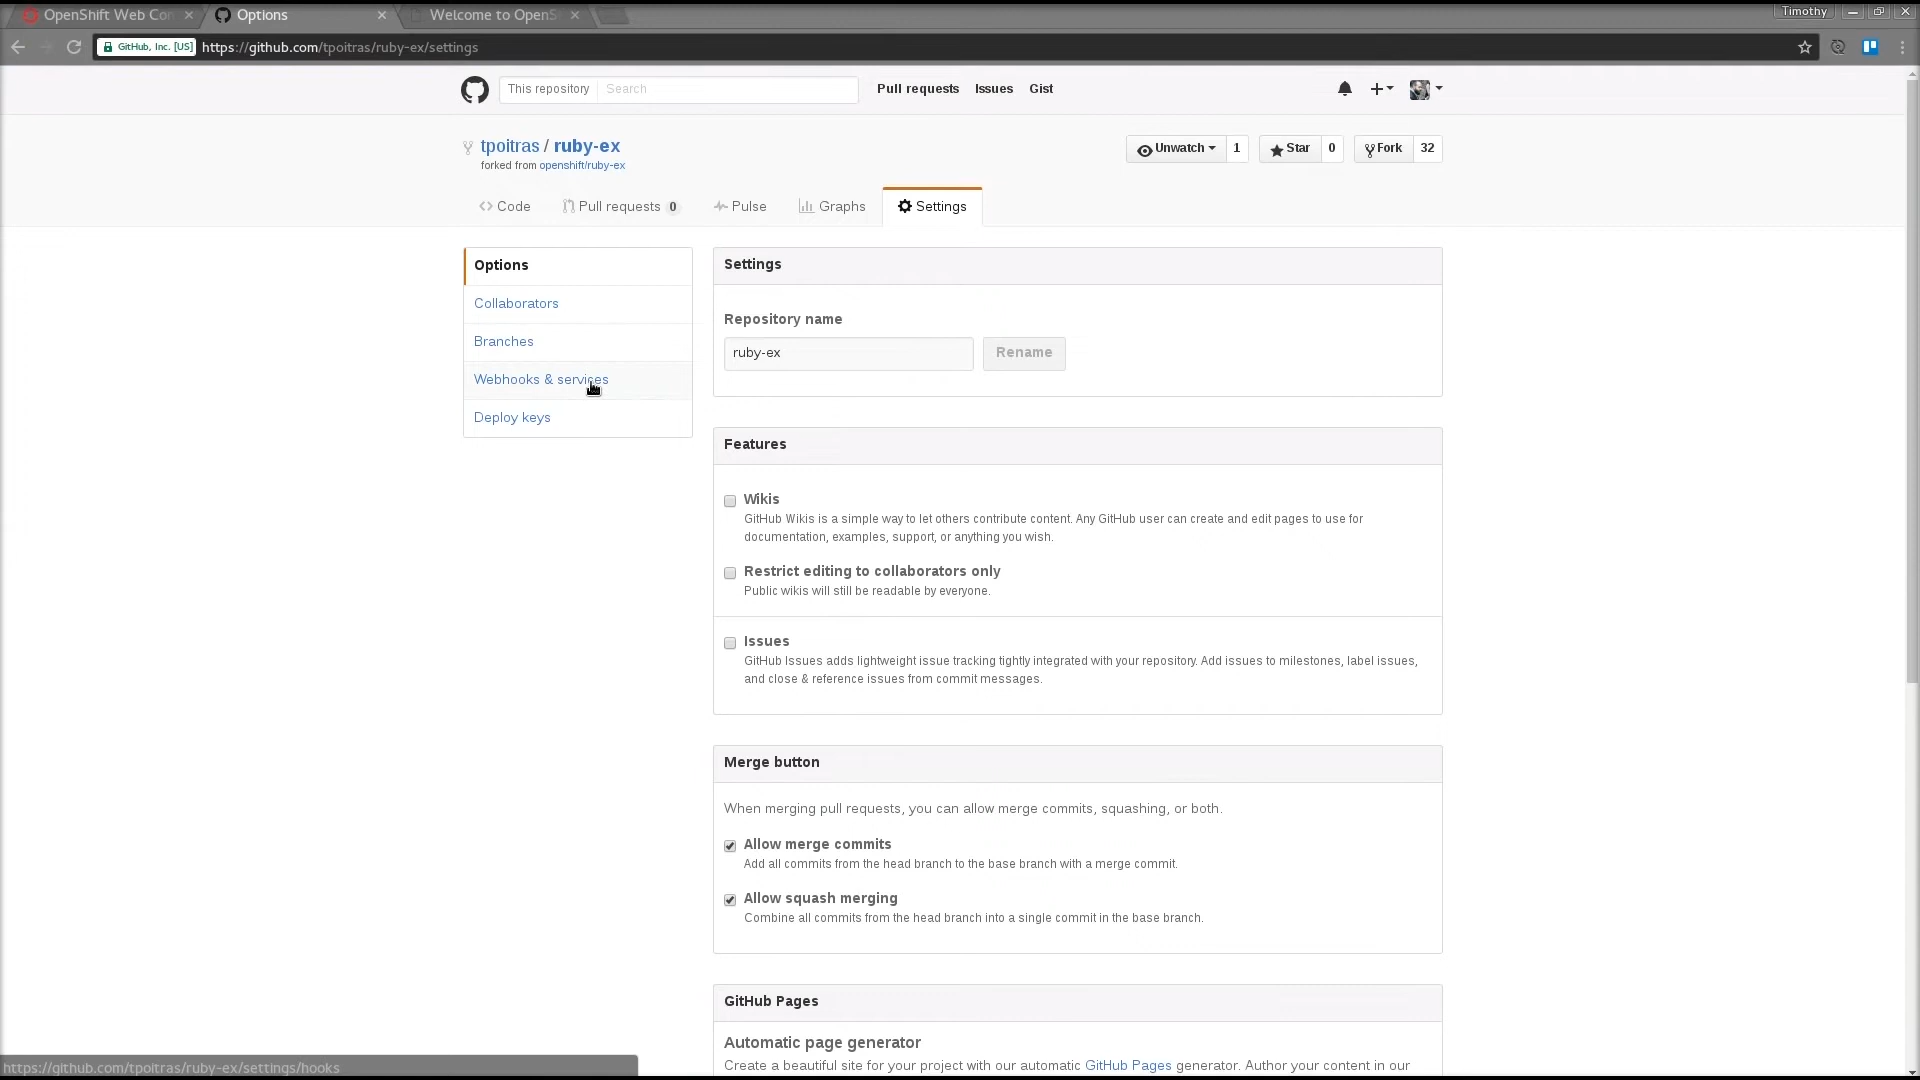 OpenShift Web Con
Options
Welcome to OpenS
Timothy
GitHub, Inc. [US]
https://github.com/tpoitras/ruby-ex/settings
This repository
Search
Pull requests
Issues
Gist
tpoitras / ruby-ex
forked from openshift/ruby-ex
Unwatch
1
Star
0
Fork
32
Code
Pull requests 0
Pulse
Graphs
Settings
Options
Collaborators
Branches
Webhooks & services
Deploy keys
Settings
Repository name
ruby-ex
Rename
Features
Wikis
GitHub Wikis is a simple way to let others contribute content. Any GitHub user can create and edit pages to use for
documentation, examples, support, or anything you wish.
Restrict editing to collaborators only
Public wikis will still be readable by everyone.
Issues
GitHub Issues adds lightweight issue tracking tightly integrated with your repository. Add issues to milestones, label issues,
and close & reference issues from commit messages.
Merge button
When merging pull requests, you can allow merge commits, squashing, or both.
Allow merge commits
Add all commits from the head branch to the base branch with a merge commit.
Allow squash merging
Combine all commits from the head branch into a single commit in the base branch.
GitHub Pages
Automatic page generator
Create a beautiful site for your project with our automatic GitHub Pages generator. Author your content in our
https://github.com/tpoitras/ruby-ex/settings/hooks